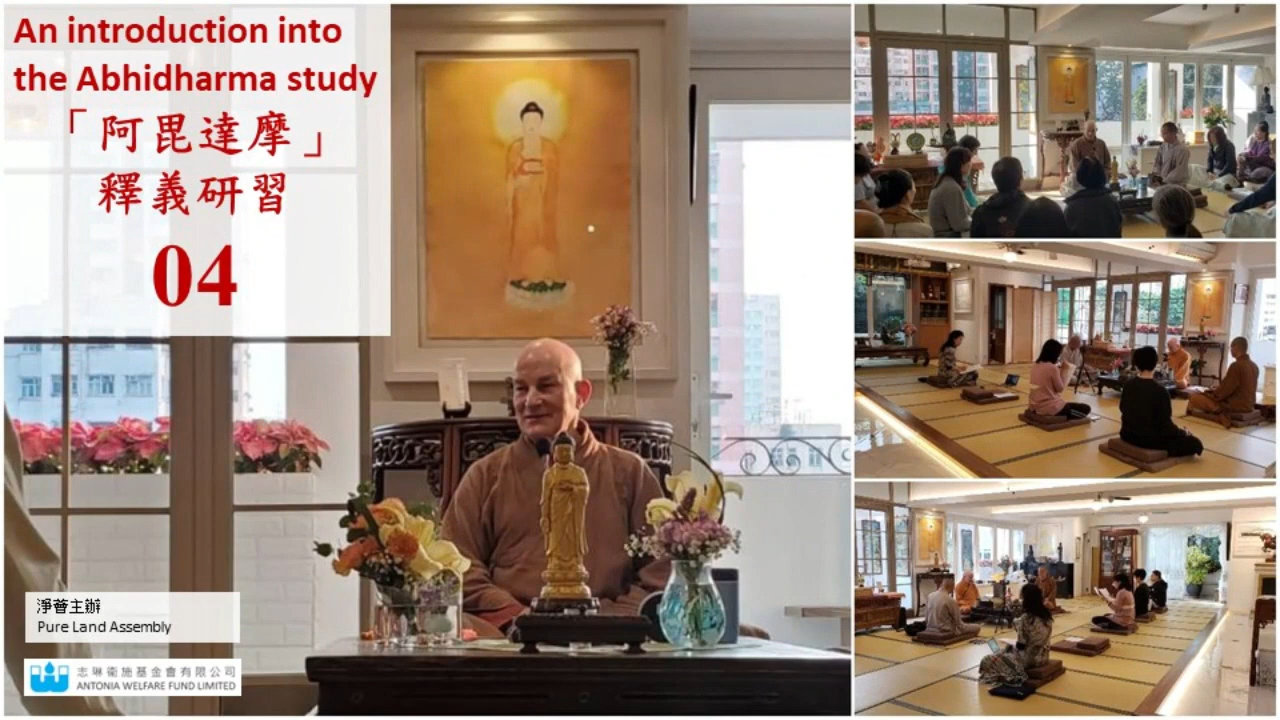 An introduction into
the Abhidharma study
「阿毘達摩」
釋義研習
04
淨薈主辦
Pure Land Assembly
志琳衞施基金會有限公司
ANTONIA WELFARE FUND LIMITED